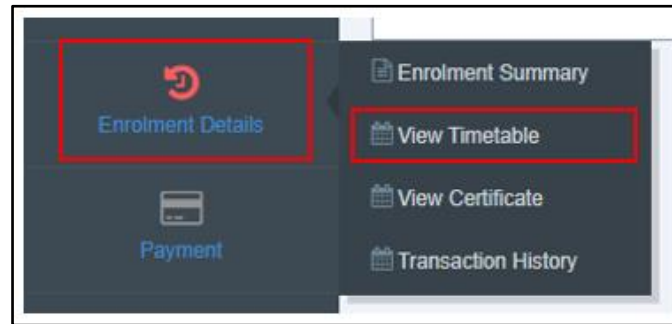 Enrolment Details
Payment
Enrolment Summary
View Timetable
View Certificate
Transaction History